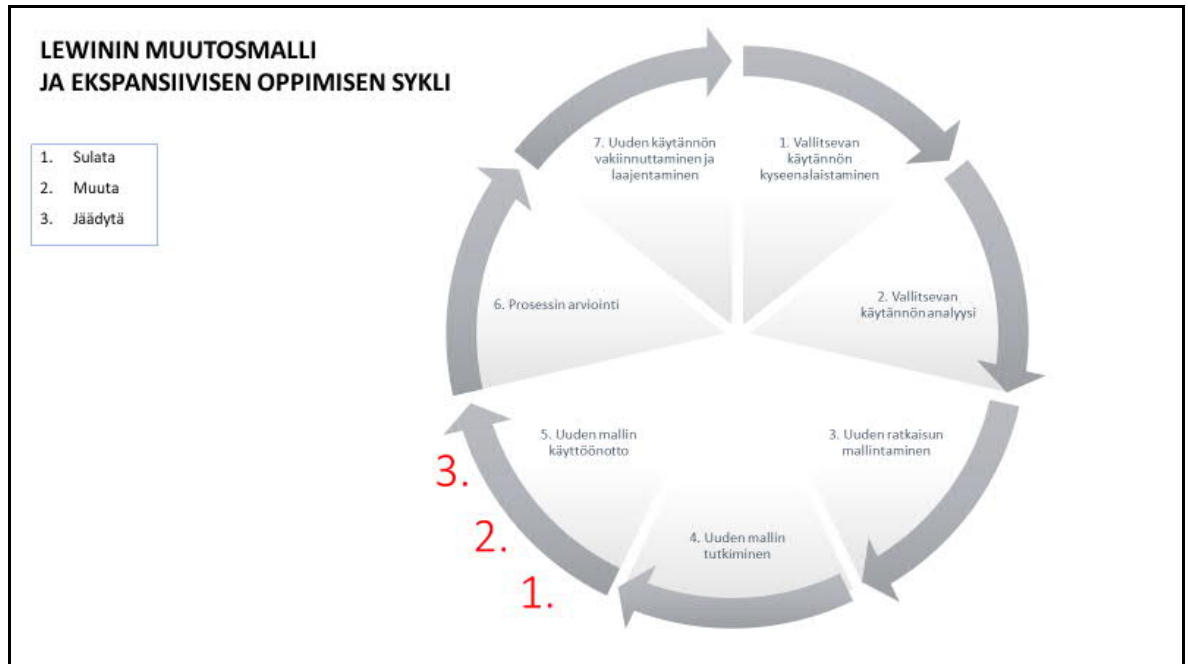 LEWININ MUUTOSMALLI
JA EKSPANSIIVISEN OPPIMISEN SYKLI
1. Sulata
2. Muuta
3. Jäädytä
7. Uuden käytännön
vakiinnuttaminen ja
laajentaminen
1. Vallitsevan
käytännön
kyseenalaistaminen
6. Prosessin arviointi
2. Vallitsevan
käytännön analyysi
5. Uuden mallin
käyttöönotto
3. Uuden ratkaisun
mallintaminen
4. Uuden mallin
tutkiminen
3.
2.
1.